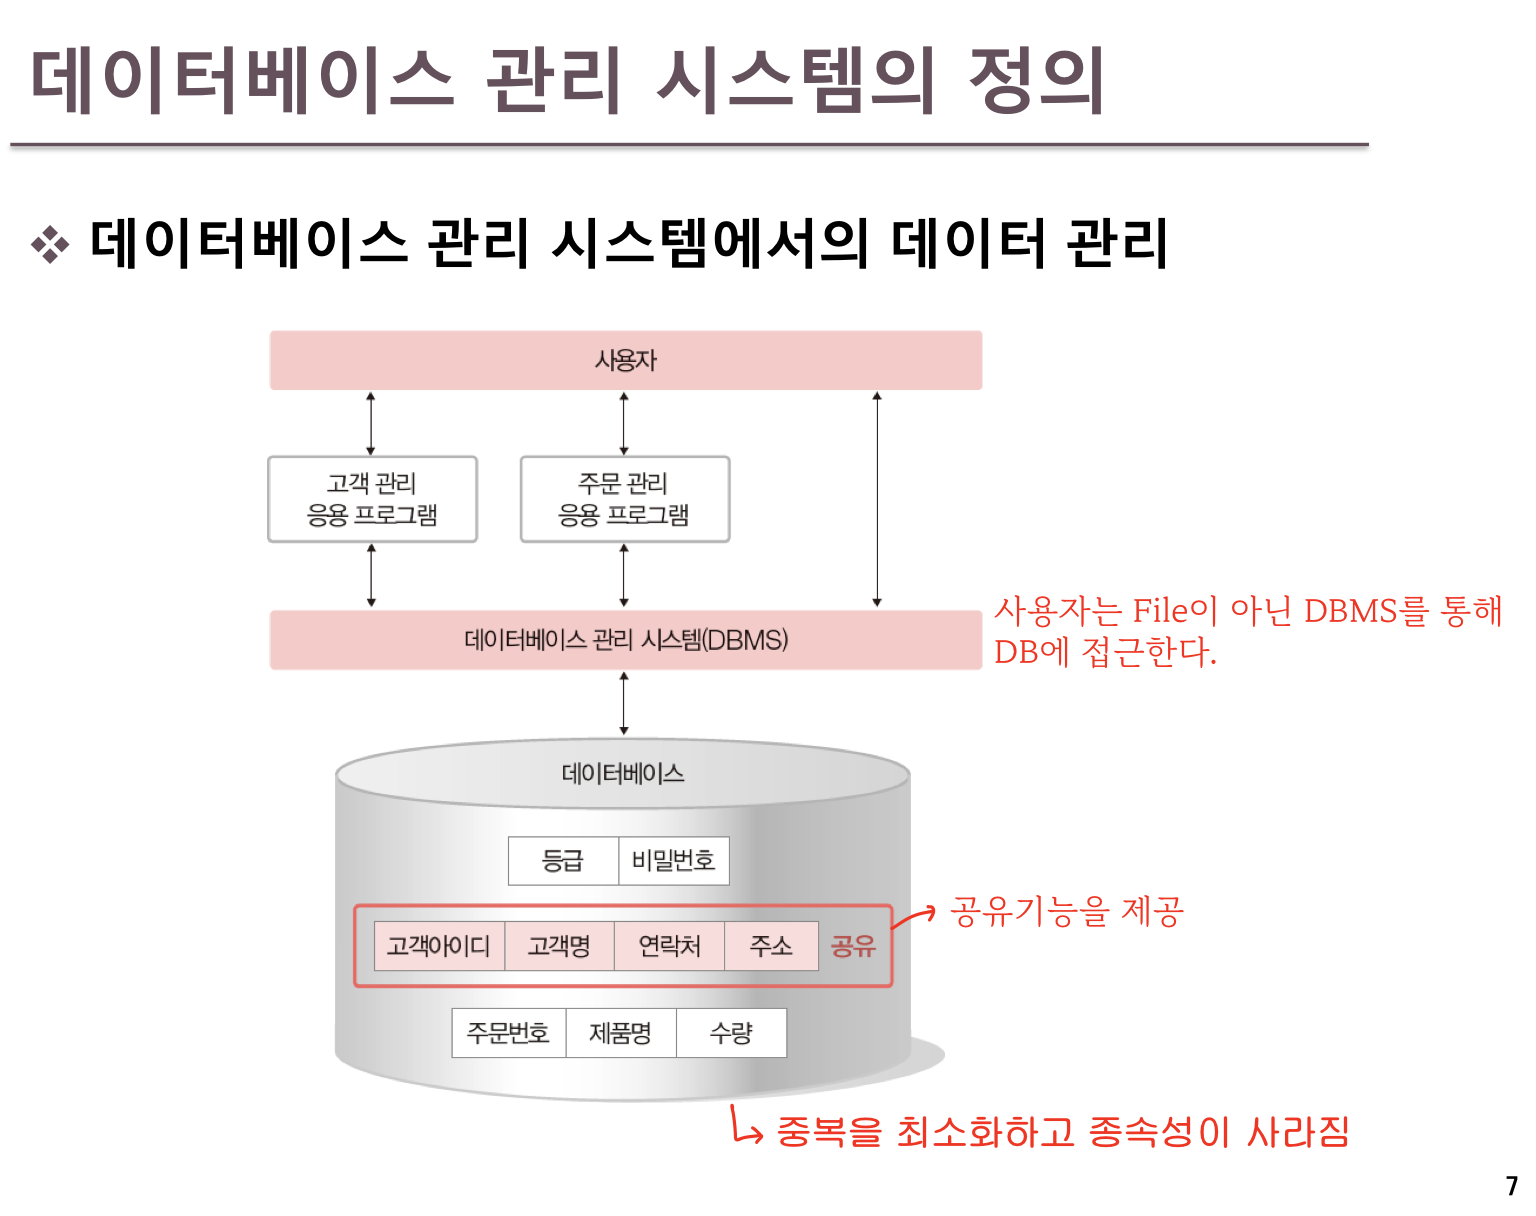 데이터베이스 관리 시스템의 정의
❖ 데이터베이스 관리 시스템에서의 데이터 관리
사용자
고객 관리
응용 프로그램
주문 관리
응용 프로그램
데이터베이스 관리 시스템(DBMS)
사용자는 File이 아닌 DBMS를 통해
DB에 접근한다.
데이터베이스
등급 비밀번호
고객아이디 고객명 연락처 주소 공유
공유기능을 제공
주문번호 제품명 수량
중복을 최소화하고 종속성이 사라짐
7